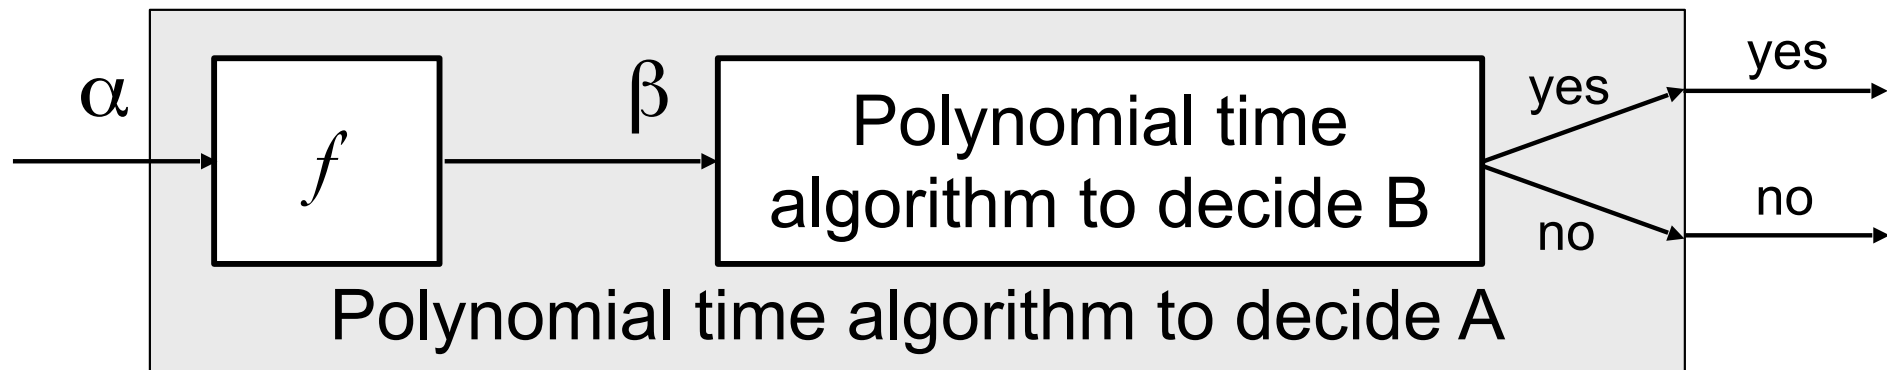 α
f
β
Polynomial time
algorithm to decide B
yes
no
yes
no
Polynomial time algorithm to decide A